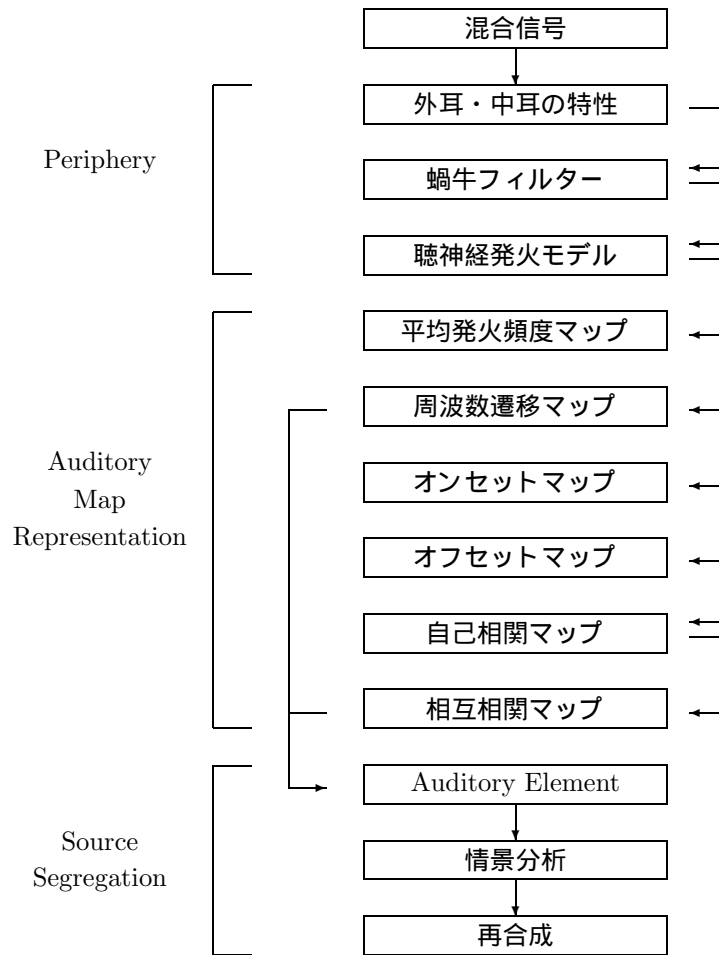 混合信号
外耳・中耳の特性
Periphery
蝸牛フィルター
聴神経発火モデル
平均発火頻度マップ
周波数遷移マップ
Auditory
Map
Representation
オンセットマップ
オフセットマップ
自己相関マップ
相互相関マップ
Auditory Element
Source
Segregation
情景分析
再合成